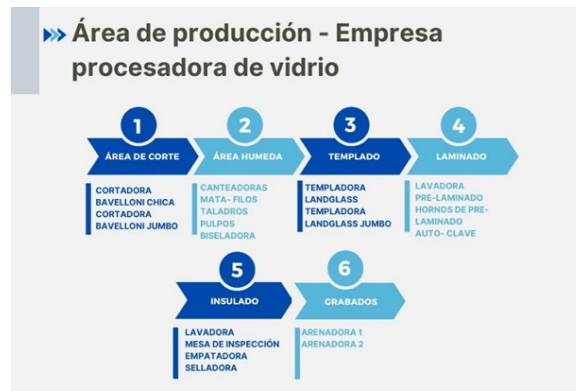 Área de producción - Empresa
procesadora de vidrio
1
ÁREA DE CORTE
CORTADORA
BAVELLONI CHICA
CORTADORA
BAVELLONI JUMBO
2
ÁREA HUMEDA
CANTEADORAS
MATA- FILOS
TALADROS
PULPOS
BISELADORA
3
TEMPLADO
TEMPLADORA
LANDGLASS
TEMPLADORA
LANDGLASS JUMBO
4
LAMINADO
LAVADORA
PRE-LAMINADO
HORNOS DE PRE-
LAMINADO
AUTO- CLAVE
5
INSULADO
LAVADORA
MESA DE INSPECCIÓN
EMPATADORA
SELLADORA
6
GRABADOS
ARENADORA 1
ARENADORA 2